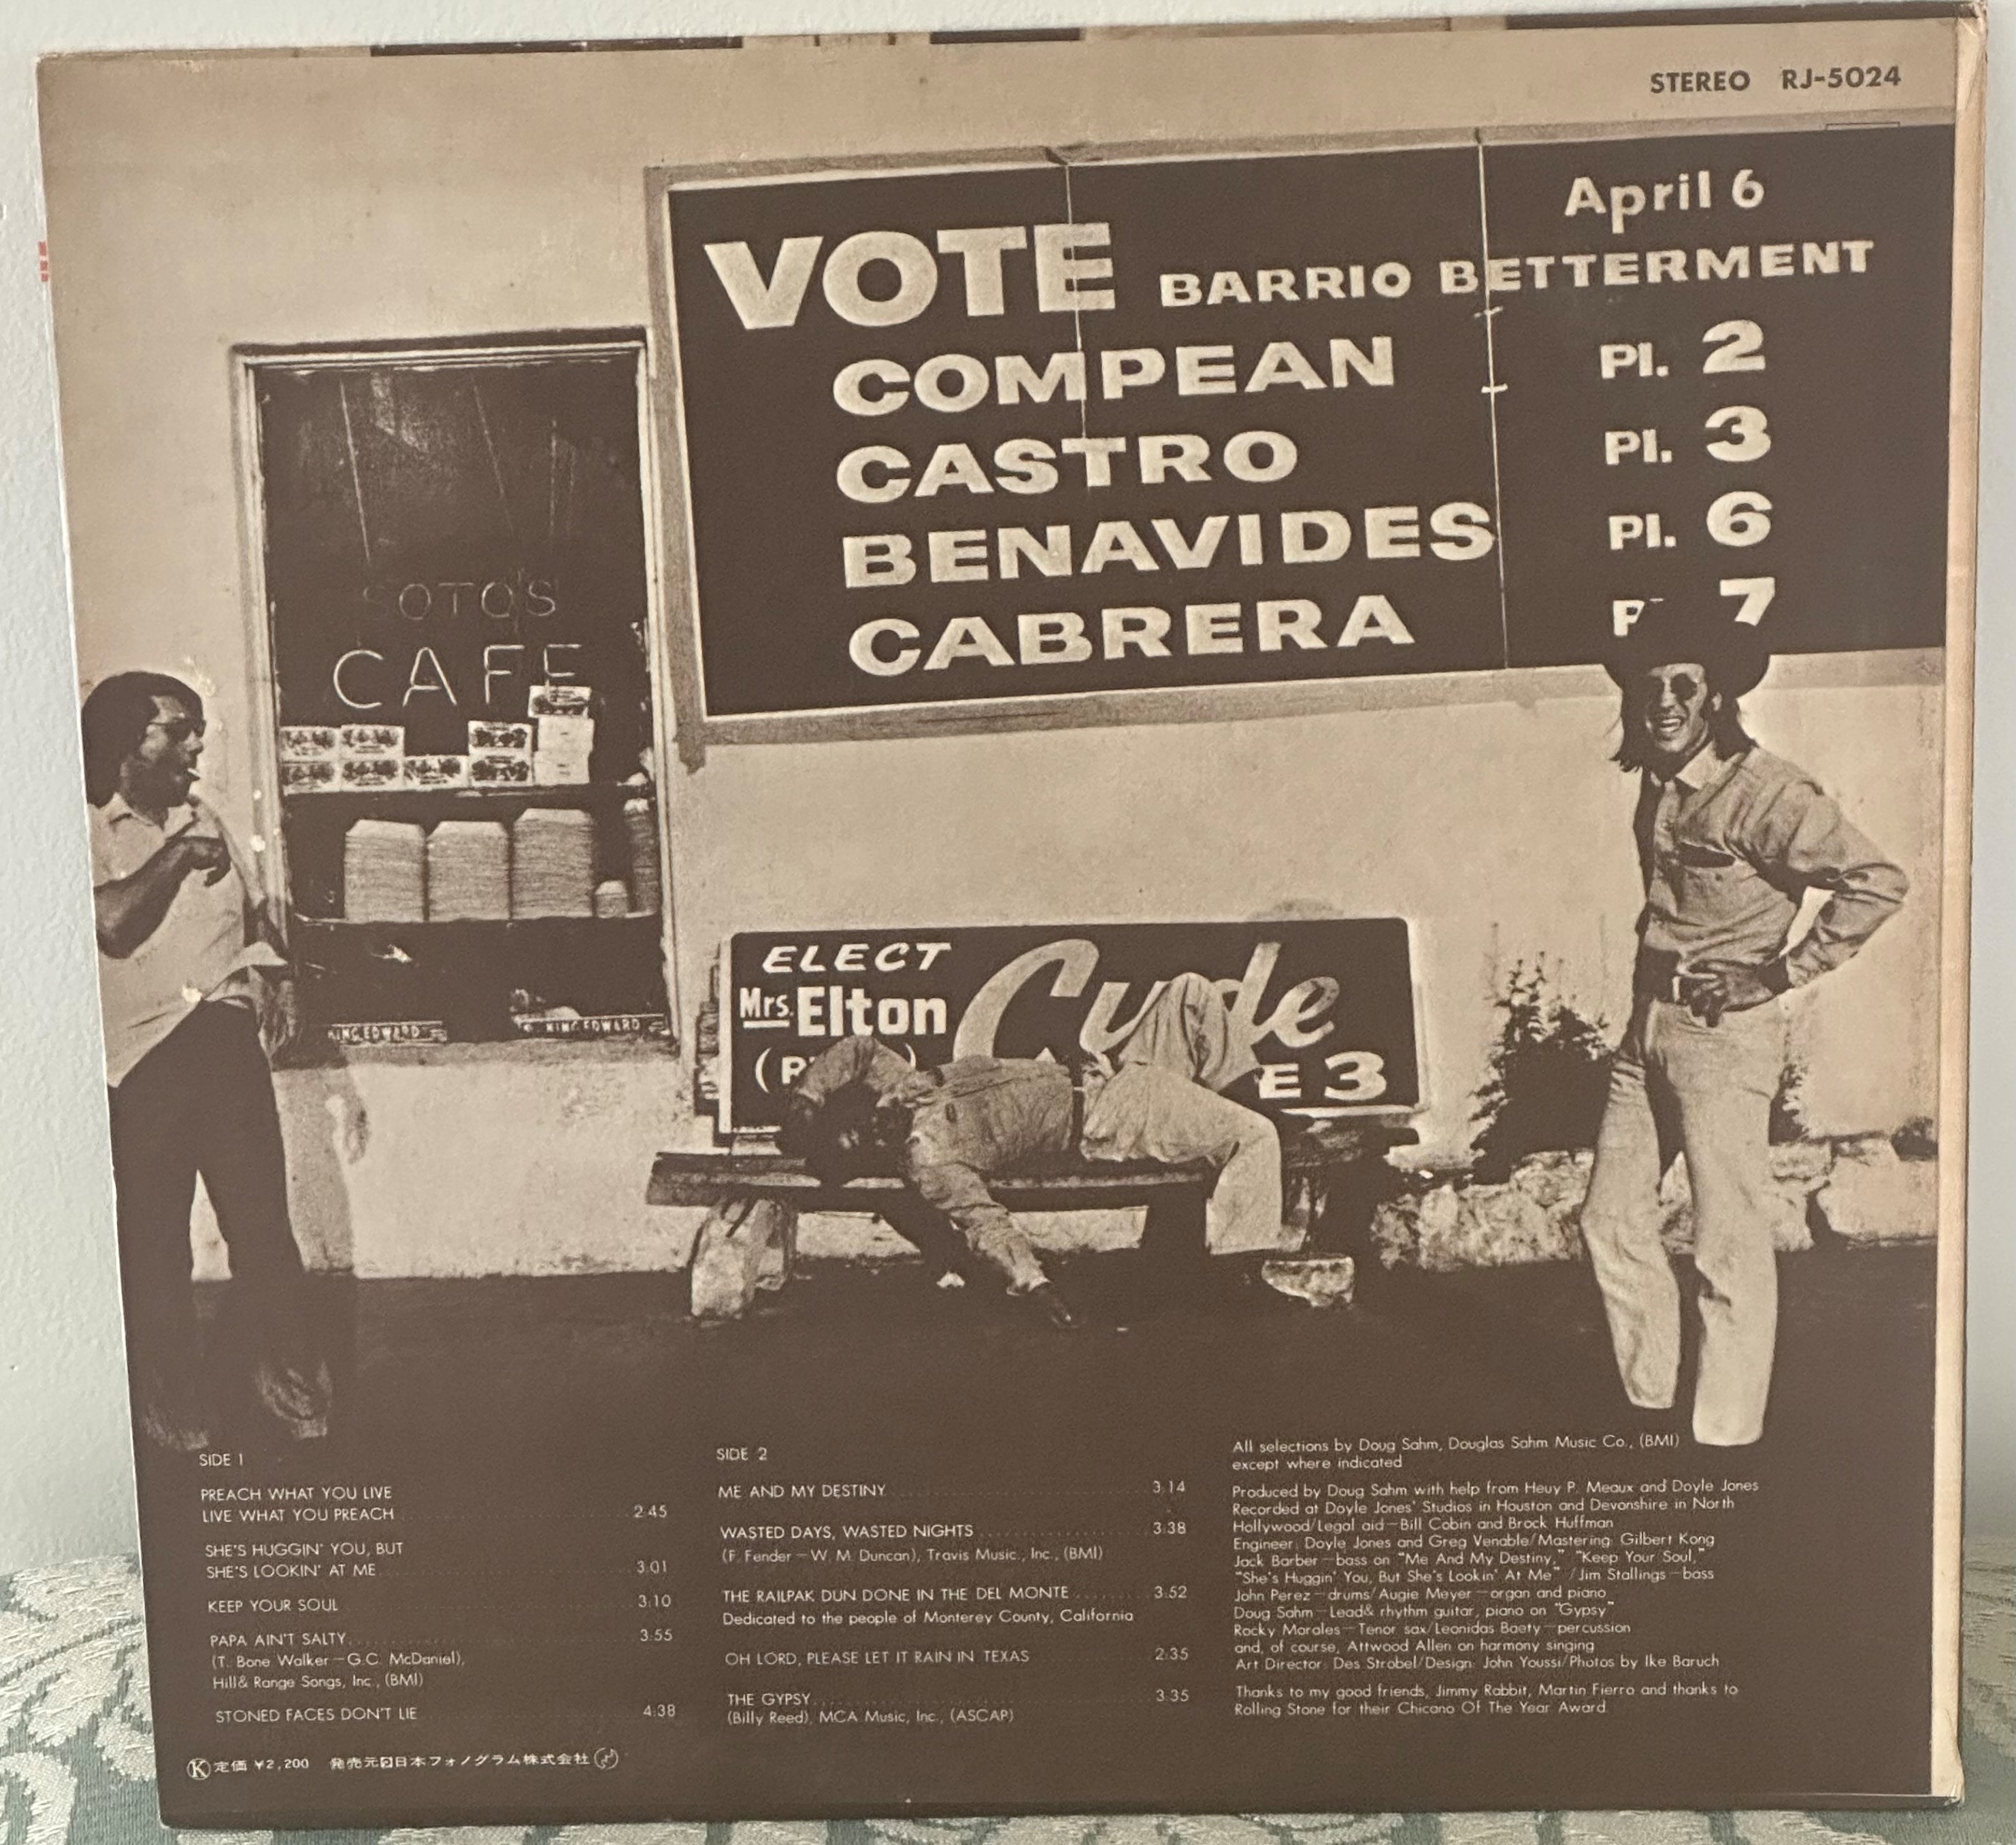 STEREO RJ-5024
April 6
VOTE BARRIO BETTERMENT
COMPEAN Pl. 2
CASTRO Pl. 3
BENAVIDES Pl. 6
CABRERA 7
SOTO'S
CAFE
KING EDWARD KING EDWARD
ELECT
Mrs. Elton Cude
E 3
SIDE 1
PREACH WHAT YOU LIVE
LIVE WHAT YOU PREACH 2:45
SHE'S HUGGIN' YOU, BUT
SHE'S LOOKIN' AT ME 3:01
KEEP YOUR SOUL 3:10
PAPA AIN'T SALTY 3:55
(T. Bone Walker—G.C. McDaniel),
Hill& Range Songs, Inc., (BMI)
STONED FACES DON'T LIE 4:38
SIDE 2
ME AND MY DESTINY 3:14
WASTED DAYS, WASTED NIGHTS 3:38
(F. Fender—W. M. Duncan), Travis Music., Inc., (BMI)
THE RAILPAK DUN DONE IN THE DEL MONTE 3:52
Dedicated to the people of Monterey County, California
OH LORD, PLEASE LET IT RAIN IN TEXAS 2:35
THE GYPSY 3:35
(Billy Reed), MCA Music, Inc., (ASCAP)
All selections by Doug Sahm, Douglas Sahm Music Co., (BMI)
except where indicated
Produced by Doug Sahm with help from Heuy P. Meaux and Doyle Jones
Recorded at Doyle Jones' Studios in Houston and Devonshire in North
Hollywood/Legal aid—Bill Cobin and Brock Huffman
Engineer: Doyle Jones and Greg Venable/Mastering: Gilbert Kong
Jack Barber—bass on "Me And My Destiny," "Keep Your Soul,"
"She's Huggin' You, But She's Lookin' At Me"/Jim Stallings—bass
John Perez—drums/Augie Meyer—organ and piano
Doug Sahm—Lead& rhythm guitar, piano on "Gypsy"
Rocky Morales—Tenor sax/Leonidas Baety—percussion
and, of course, Attwood Allen on harmony singing
Art Director: Des Strobel/Design: John Youssi/Photos by Ike Baruch
Thanks to my good friends, Jimmy Rabbit, Martin Fierro and thanks to
Rolling Stone for their Chicano Of The Year Award.
Ⓚ定価 ¥2,200 発売元 日本フォノグラム株式会社